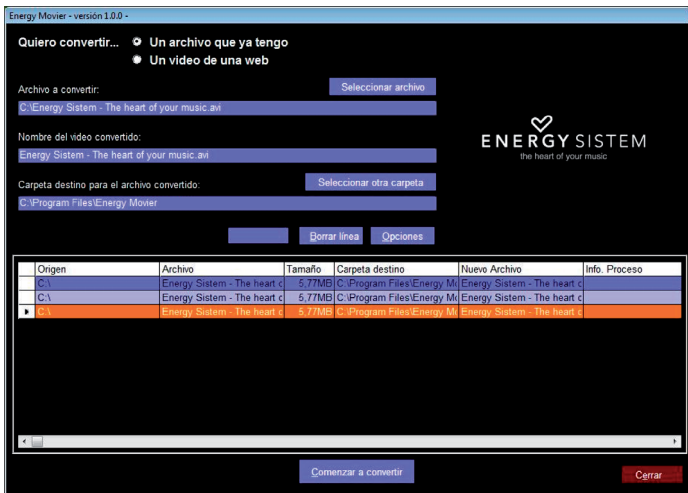 Energy Movier - versión 1.0.0 -
Quiero convertir... Un archivo que ya tengo
Un video de una web
Archivo a convertir: Seleccionar archivo
C:\Energy Sistem - The heart of your music.avi
Nombre del video convertido:
Energy Sistem - The heart of your music.avi
ENERGY SISTEM
the heart of your music
Carpeta destino para el archivo convertido: Seleccionar otra carpeta
C:\Program Files\Energy Movier
Borrar línea Opciones
Origen Archivo Tamaño Carpeta destino Nuevo Archivo Info. Proceso
C:\ Energy Sistem - The heart c 5,77MB C:\Program Files\Energy Mo Energy Sistem - The heart c
C:\ Energy Sistem - The heart c 5,77MB C:\Program Files\Energy Mo Energy Sistem - The heart c
C:\ Energy Sistem - The heart c 5,77MB C:\Program Files\Energy Mo Energy Sistem - The heart c
Comenzar a convertir
Cerrar